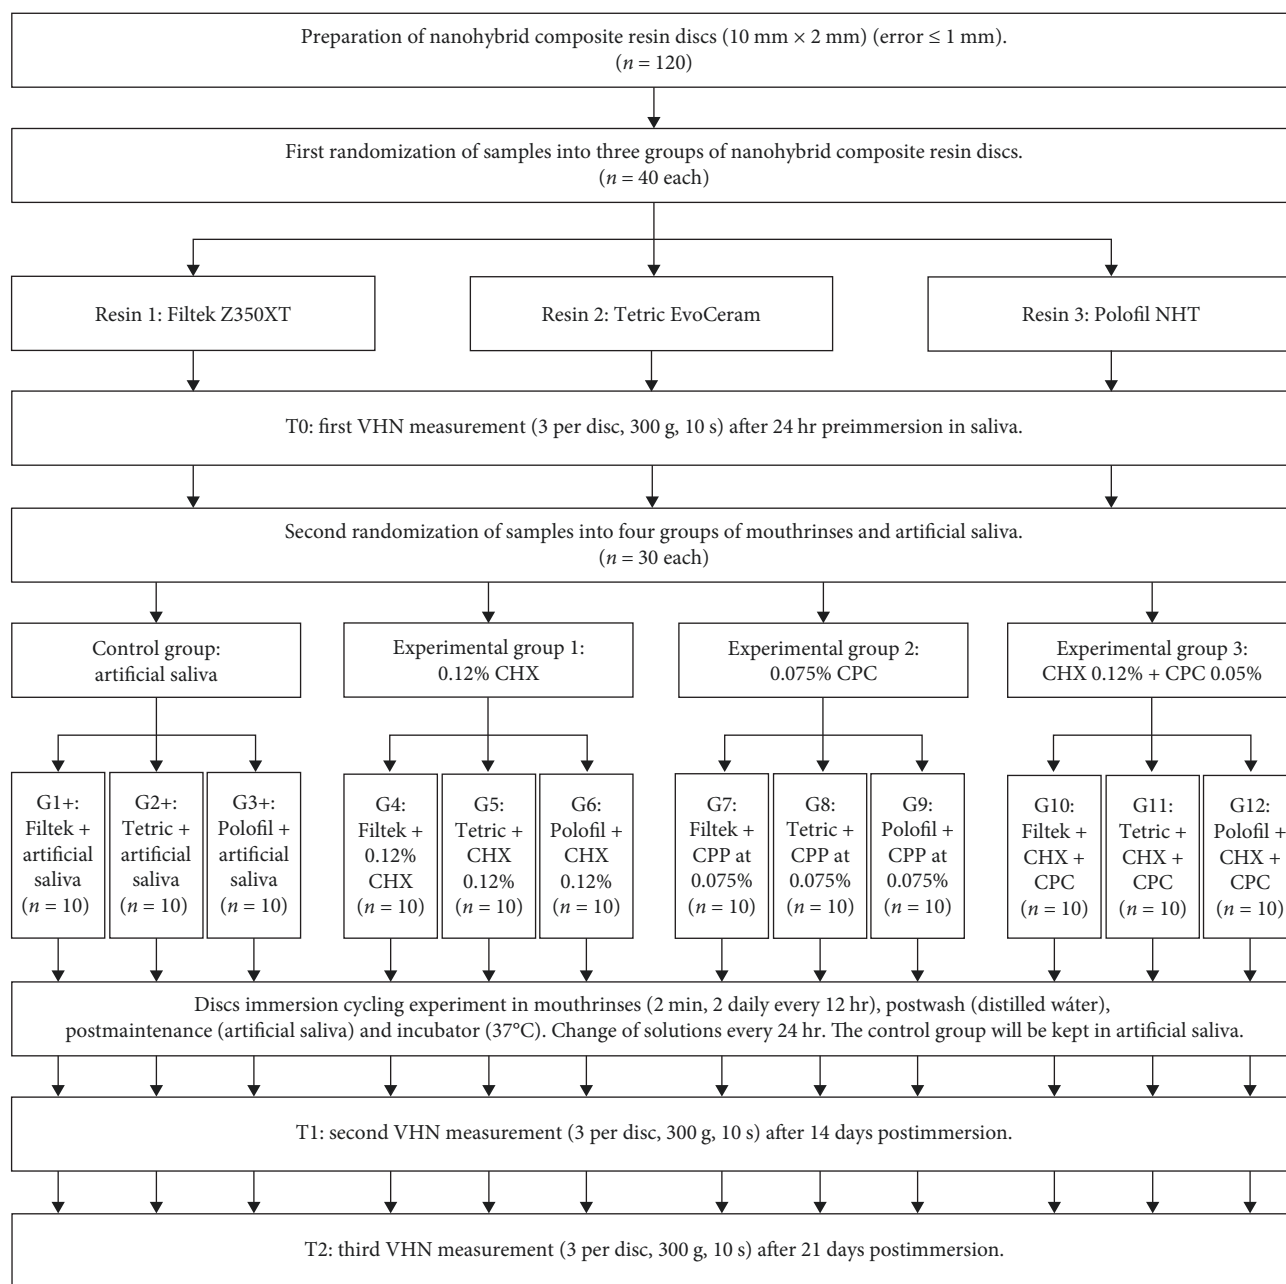 Preparation of nanohybrid composite resin discs (10 mm × 2 mm) (error ≤ 1 mm).
(n = 120)
First randomization of samples into three groups of nanohybrid composite resin discs.
(n = 40 each)
Resin 1: Filtek Z350XT
Resin 2: Tetric EvoCeram
Resin 3: Polofil NHT
T0: first VHN measurement (3 per disc, 300 g, 10 s) after 24 hr preimmersion in saliva.
Second randomization of samples into four groups of mouthrinses and artificial saliva.
(n = 30 each)
Control group:
artificial saliva
Experimental group 1:
0.12% CHX
Experimental group 2:
0.075% CPC
Experimental group 3:
CHX 0.12% + CPC 0.05%
G1+:
Filtek +
artificial
saliva
(n = 10)
G2+:
Tetric +
artificial
saliva
(n = 10)
G3+:
Polofil +
artificial
saliva
(n = 10)
G4:
Filtek +
0.12%
CHX
(n = 10)
G5:
Tetric +
CHX
0.12%
(n = 10)
G6:
Polofil +
CHX
0.12%
(n = 10)
G7:
Filtek +
CPP at
0.075%
(n = 10)
G8:
Tetric +
CPP at
0.075%
(n = 10)
G9:
Polofil +
CPP at
0.075%
(n = 10)
G10:
Filtek +
CHX +
CPC
(n = 10)
G11:
Tetric +
CHX +
CPC
(n = 10)
G12:
Polofil +
CHX +
CPC
(n = 10)
Discs immersion cycling experiment in mouthrinses (2 min, 2 daily every 12 hr), postwash (distilled wáter),
postmaintenance (artificial saliva) and incubator (37°C). Change of solutions every 24 hr. The control group will be kept in artificial saliva.
T1: second VHN measurement (3 per disc, 300 g, 10 s) after 14 days postimmersion.
T2: third VHN measurement (3 per disc, 300 g, 10 s) after 21 days postimmersion.